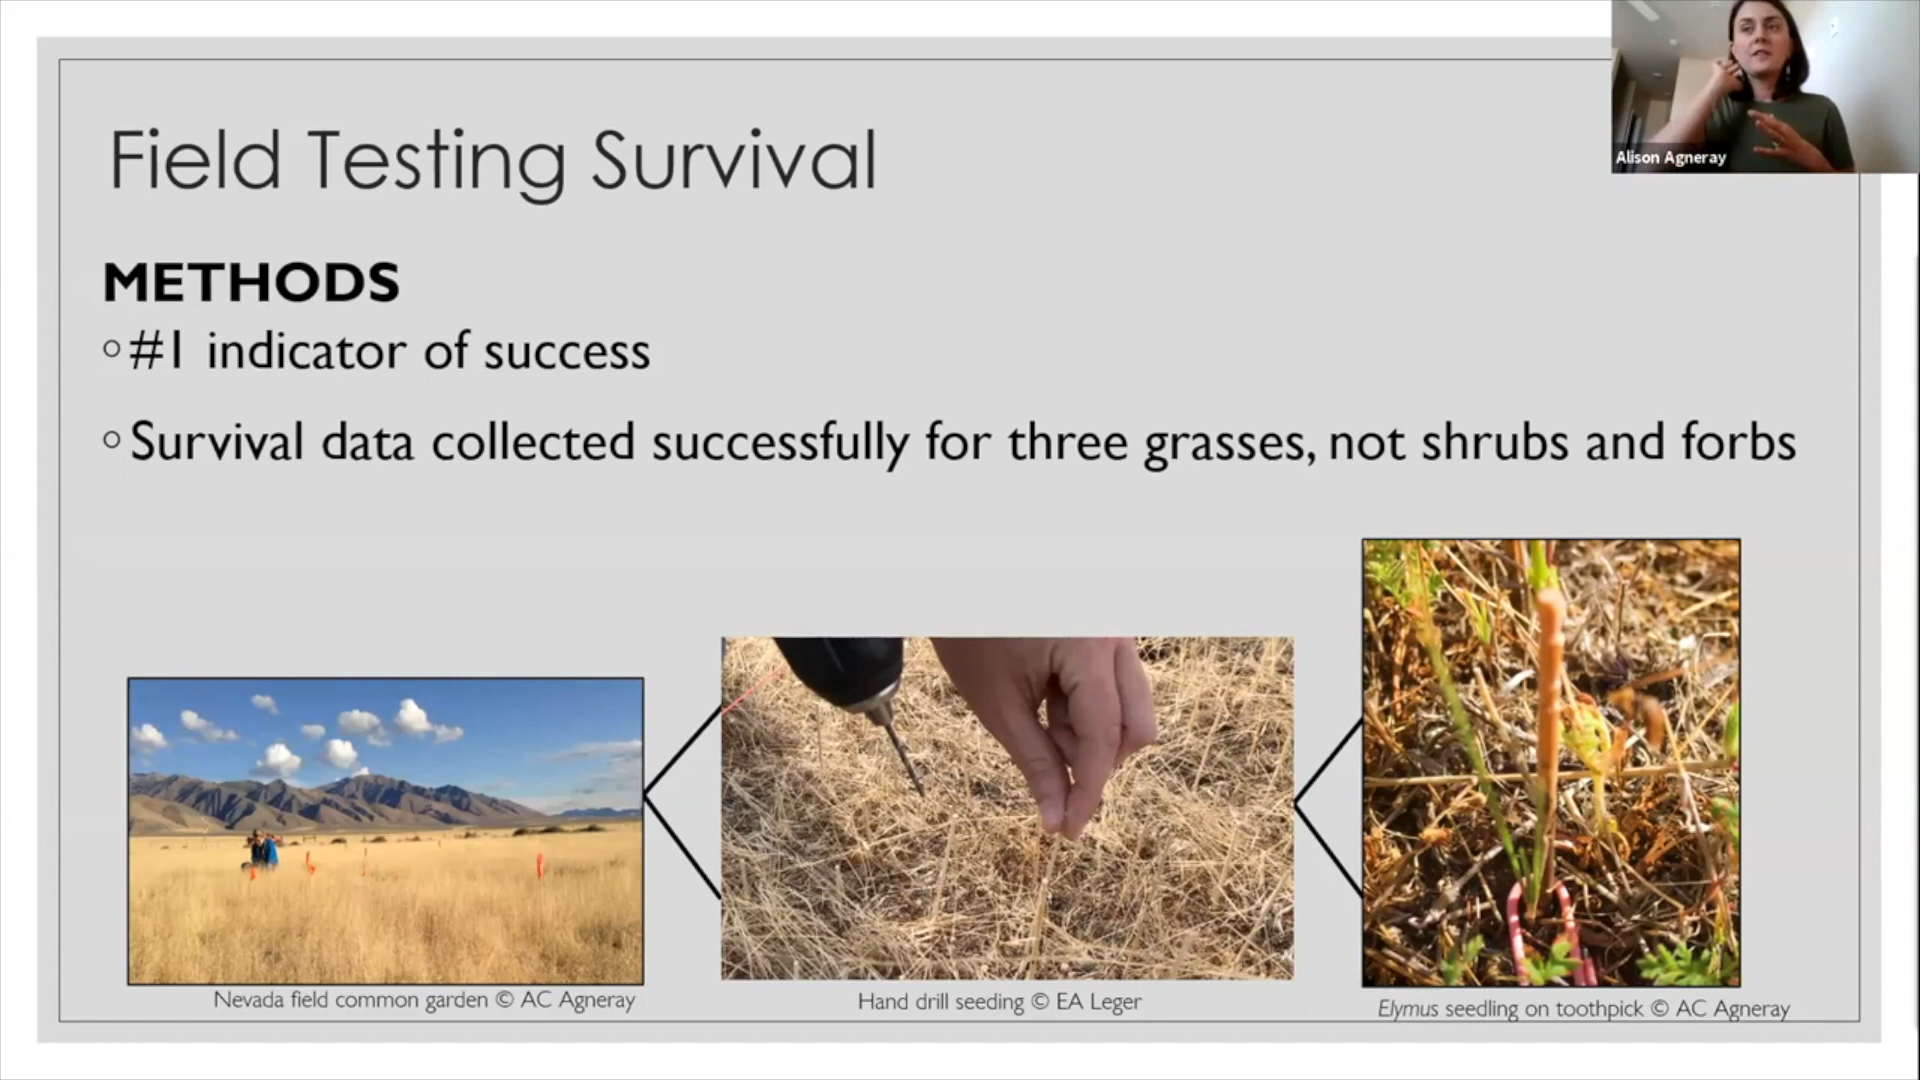 Alison Agneray
Field Testing Survival
METHODS
◦#1 indicator of success
◦Survival data collected successfully for three grasses, not shrubs and forbs
Nevada field common garden © AC Agneray
Hand drill seeding © EA Leger
Elymus seedling on toothpick © AC Agneray